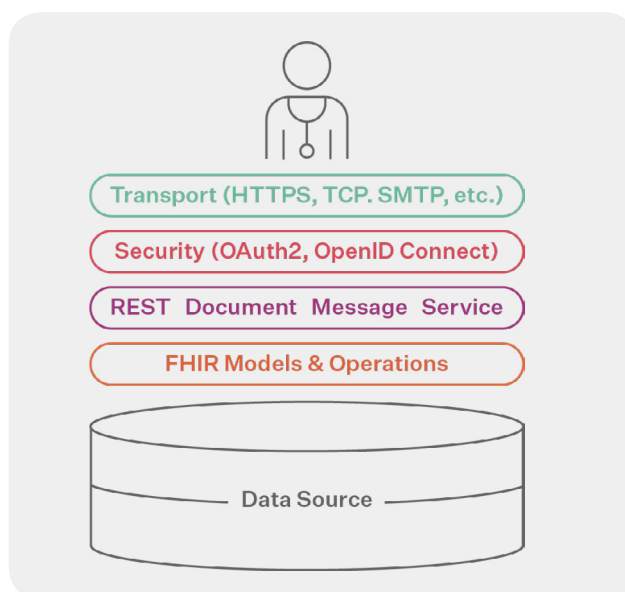 Transport (HTTPS, TCP. SMTP, etc.)
Security (OAuth2, OpenID Connect)
REST Document Message Service
FHIR Models & Operations
Data Source